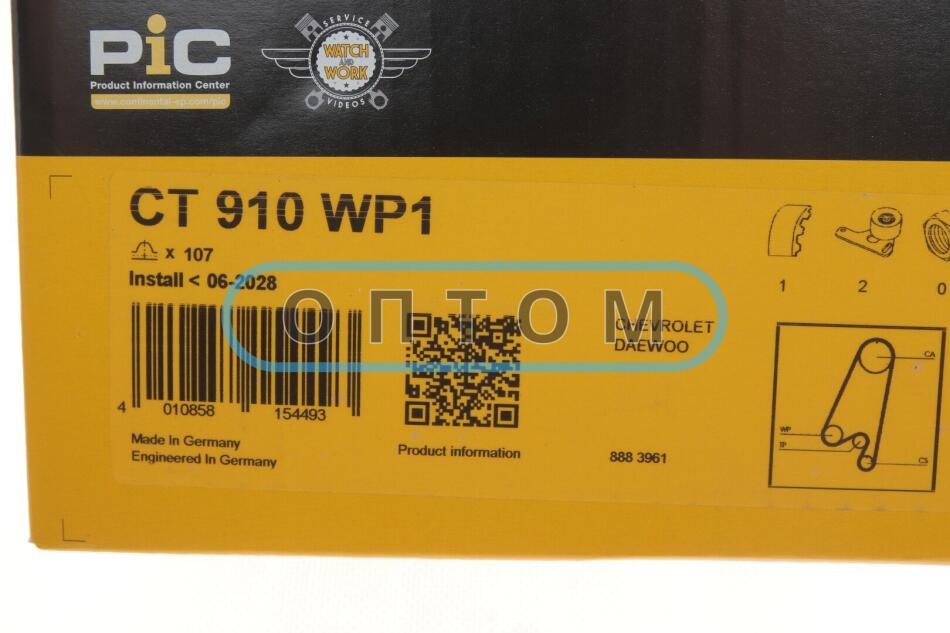 PiC
Product Information Center
www.continental-ep.com/pic
SERVICE
WATCH
AND
WORK
VIDEOS
CT 910 WP1
x 107
Install < 06-2028
ОПТОМ
CHEVROLET
DAEWOO
4 010858 154493
Made In Germany
Engineered In Germany
Product information
888 3961
1 2 0
CA
WP
TP
CS